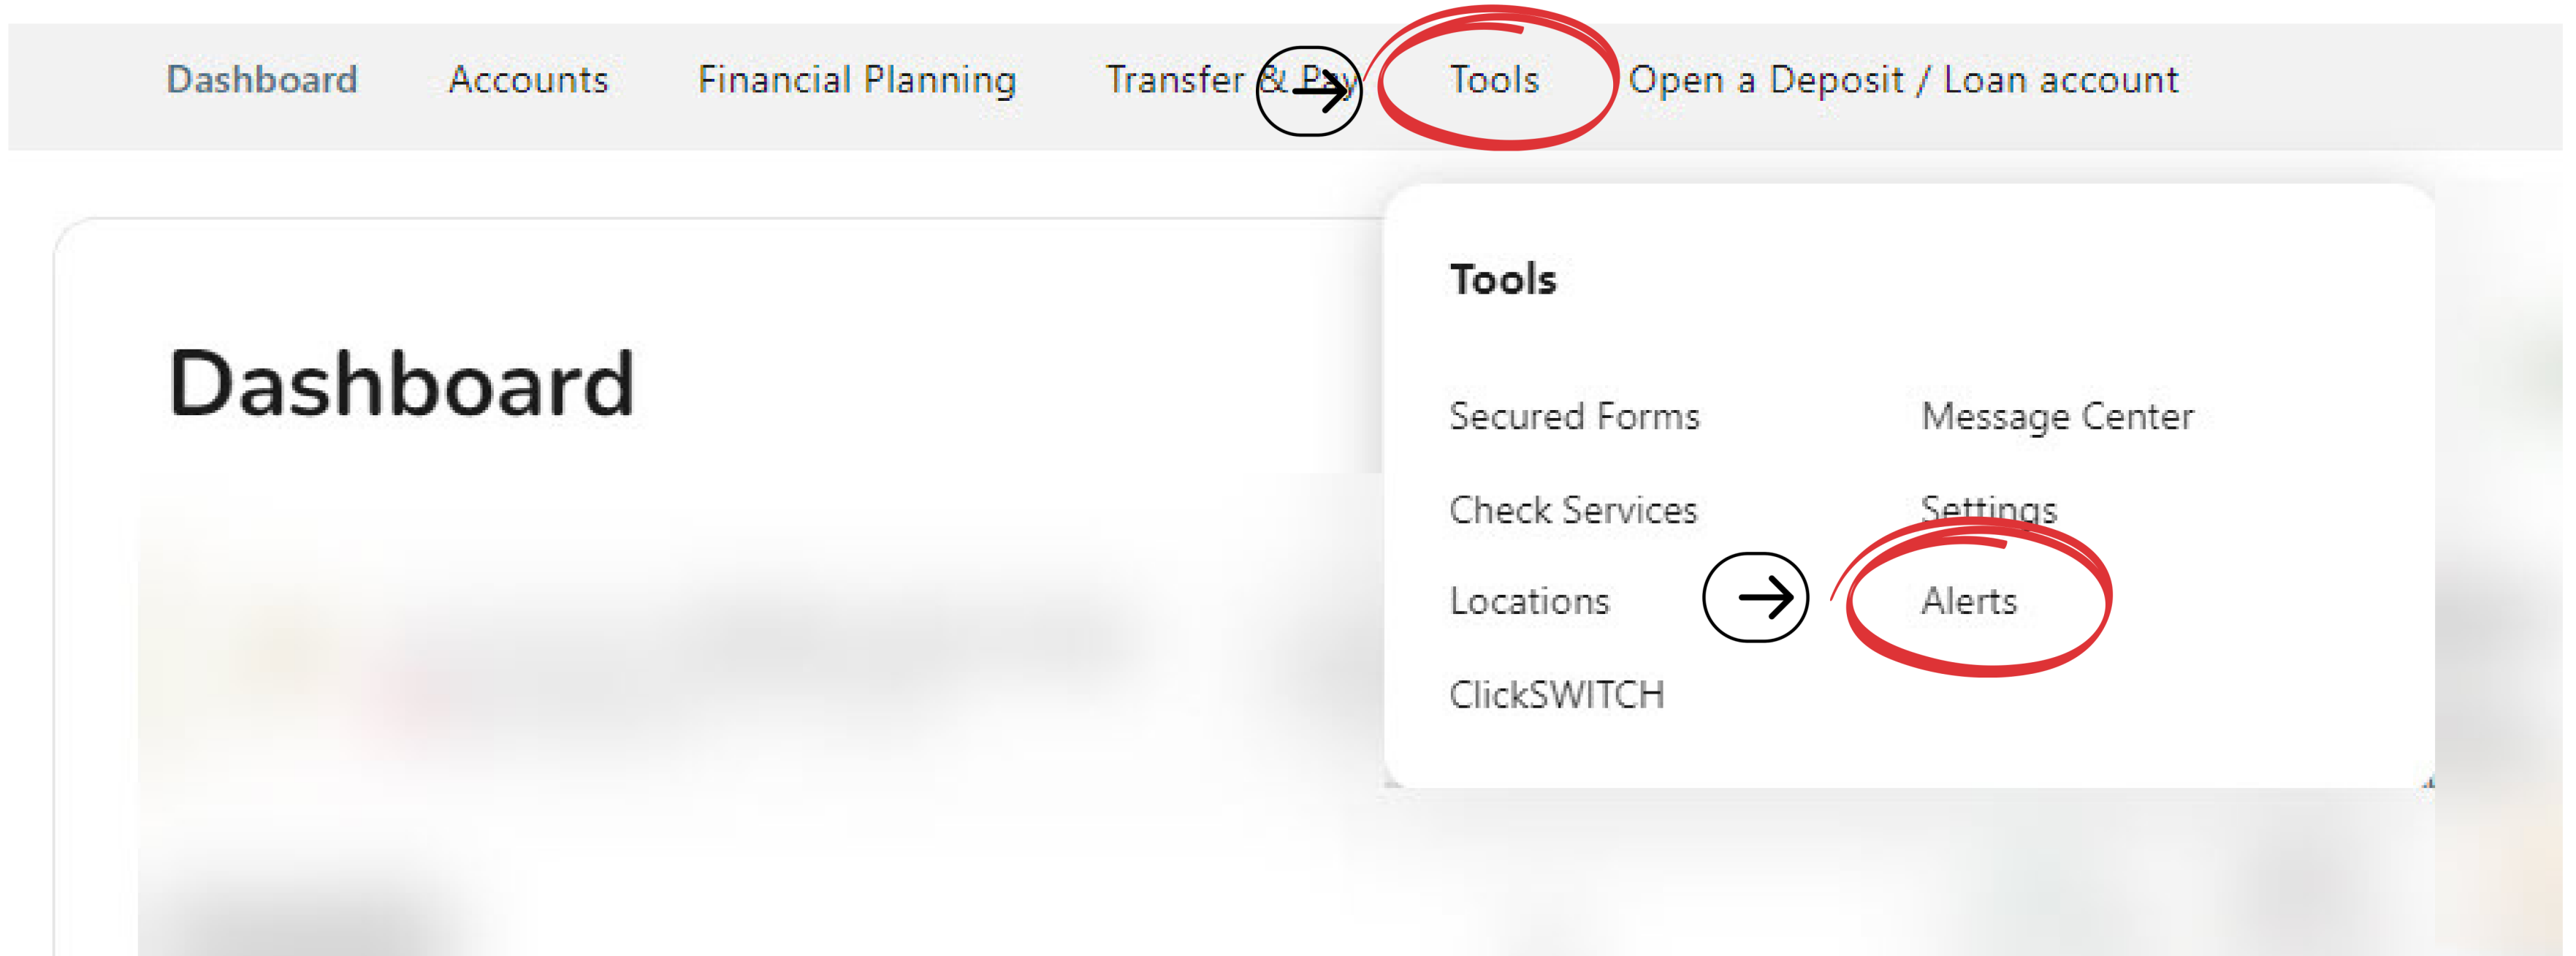 Dashboard Accounts Financial Planning Transfer & Pay Tools Open a Deposit / Loan account
Dashboard
Tools
Secured Forms Message Center
Check Services Settings
Locations Alerts
ClickSWITCH